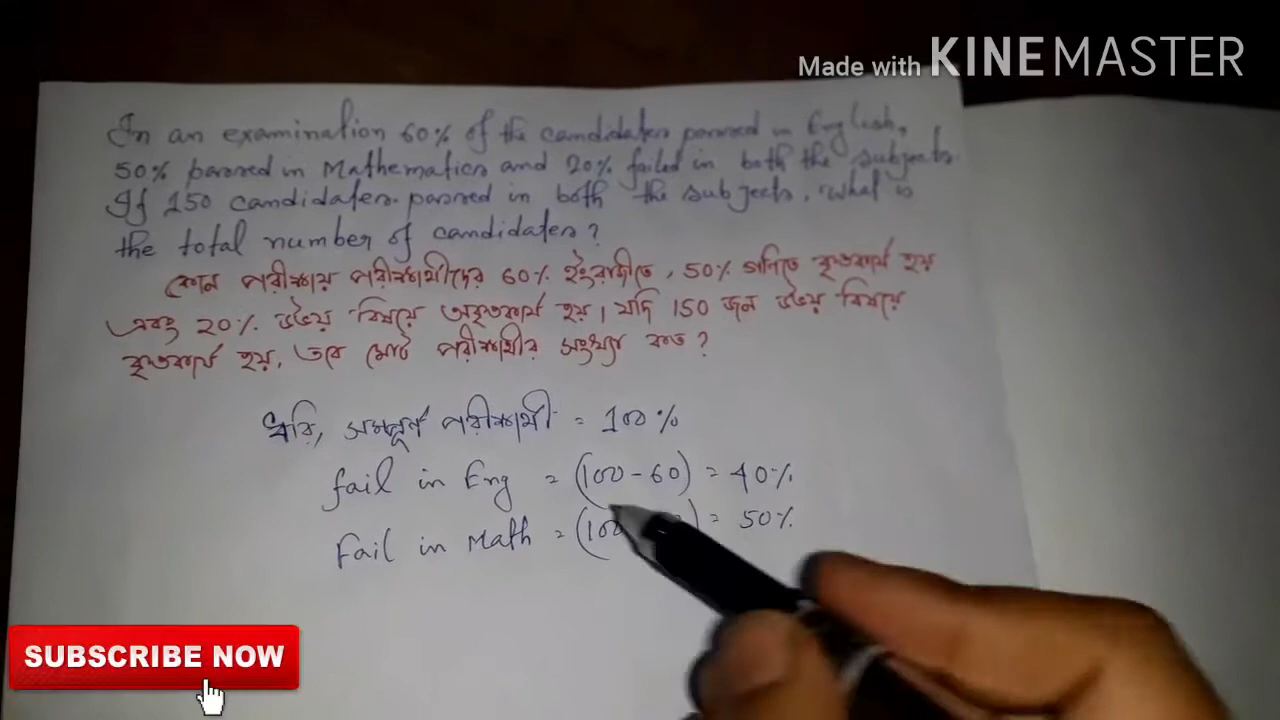 Made with KINEMASTER
In an examination 60% of the candidates passed in English,
50% passed in Mathematics and 20% failed in both the subjects.
If 150 candidates passed in both the subjects, what is
the total number of candidates?
কোন পরীক্ষায় পরীক্ষার্থীদের 60% ইংরাজীতে, 50% গণিতে কৃতকার্য হয়
এবং 20% উভয় বিষয়ে অকৃতকার্য হয়। যদি 150 জন উভয় বিষয়ে
কৃতকার্য হয়, তবে মোট পরীক্ষার্থীর সংখ্যা কত?
ধরি, সম্পূর্ণ পরীক্ষার্থী = 100%
fail in Eng = (100-60) = 40%
Fail in Math = (100 ) = 50%
SUBSCRIBE NOW